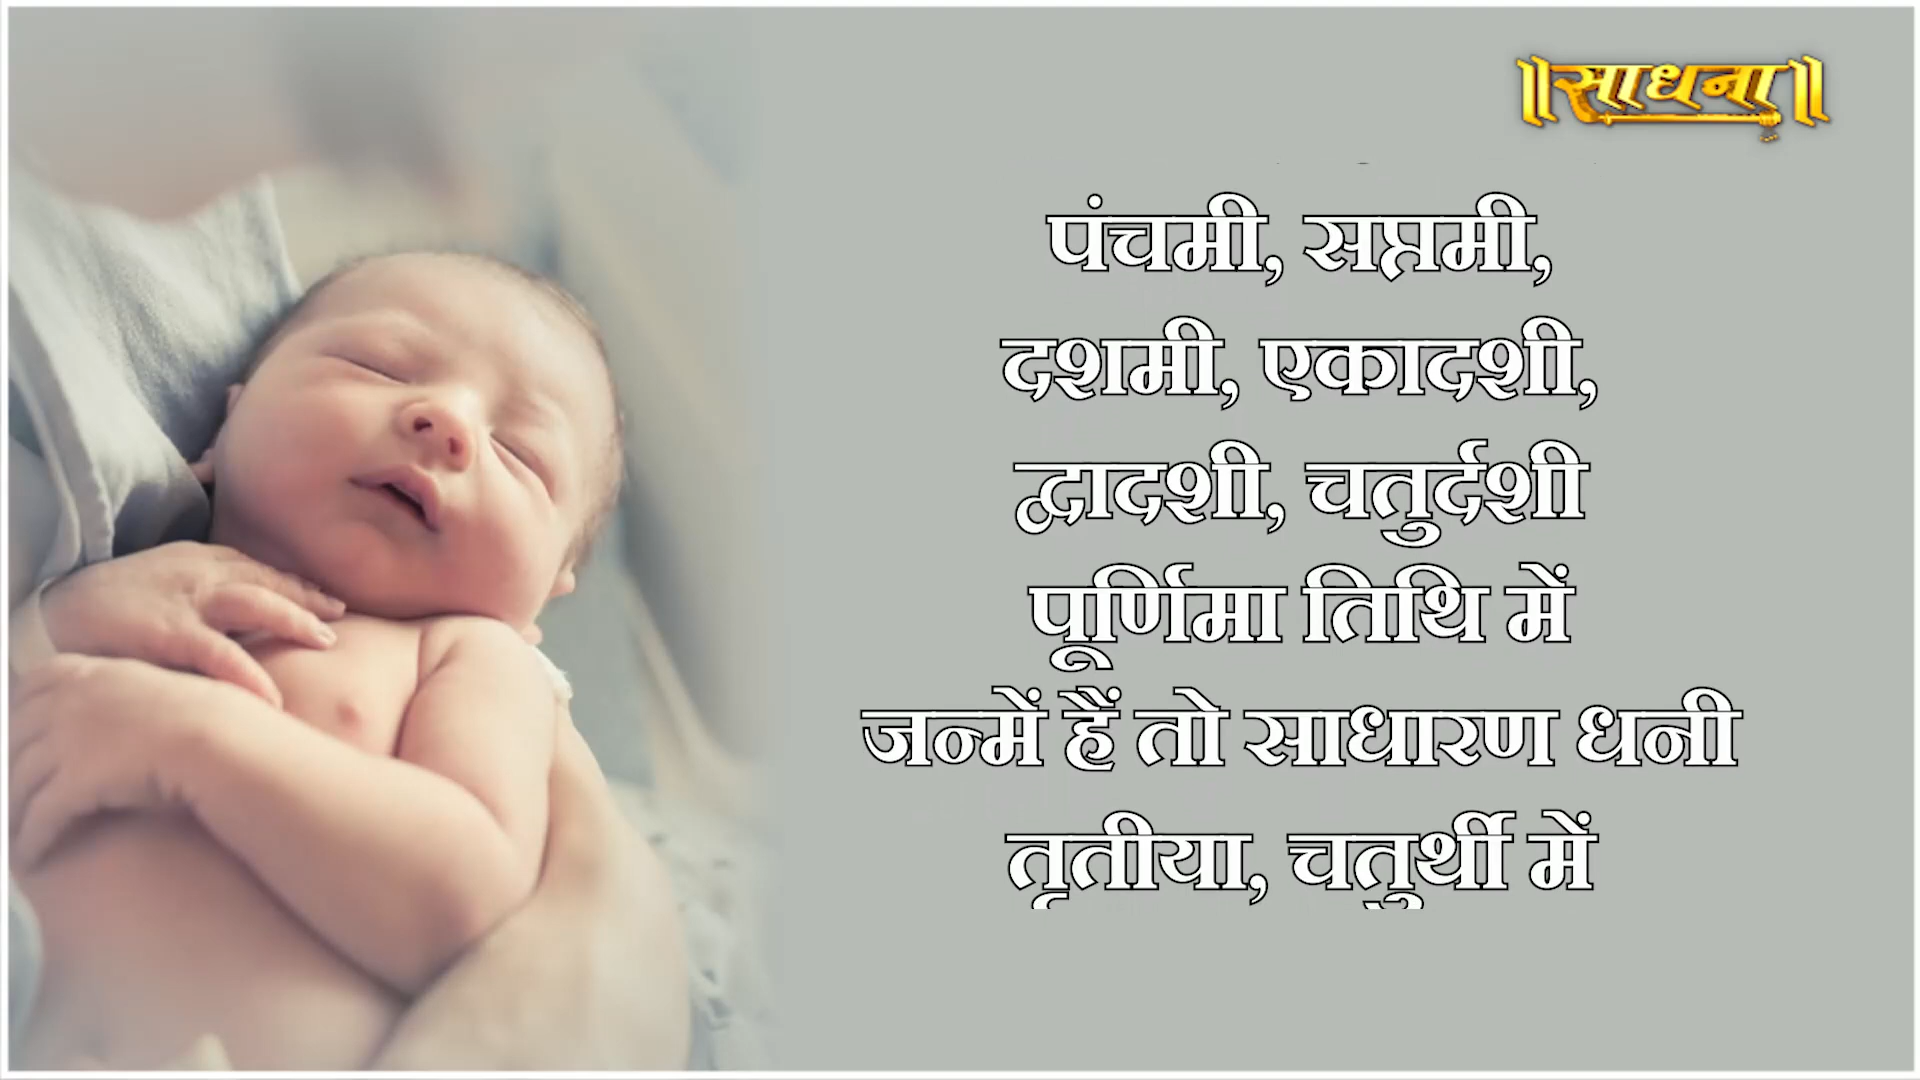 ॥साधना॥
पंचमी, सप्तमी,
दशमी, एकादशी,
द्वादशी, चतुर्दशी
पूर्णिमा तिथि में
जन्में हैं तो साधारण धनी
तृतीया, चतुर्थी में